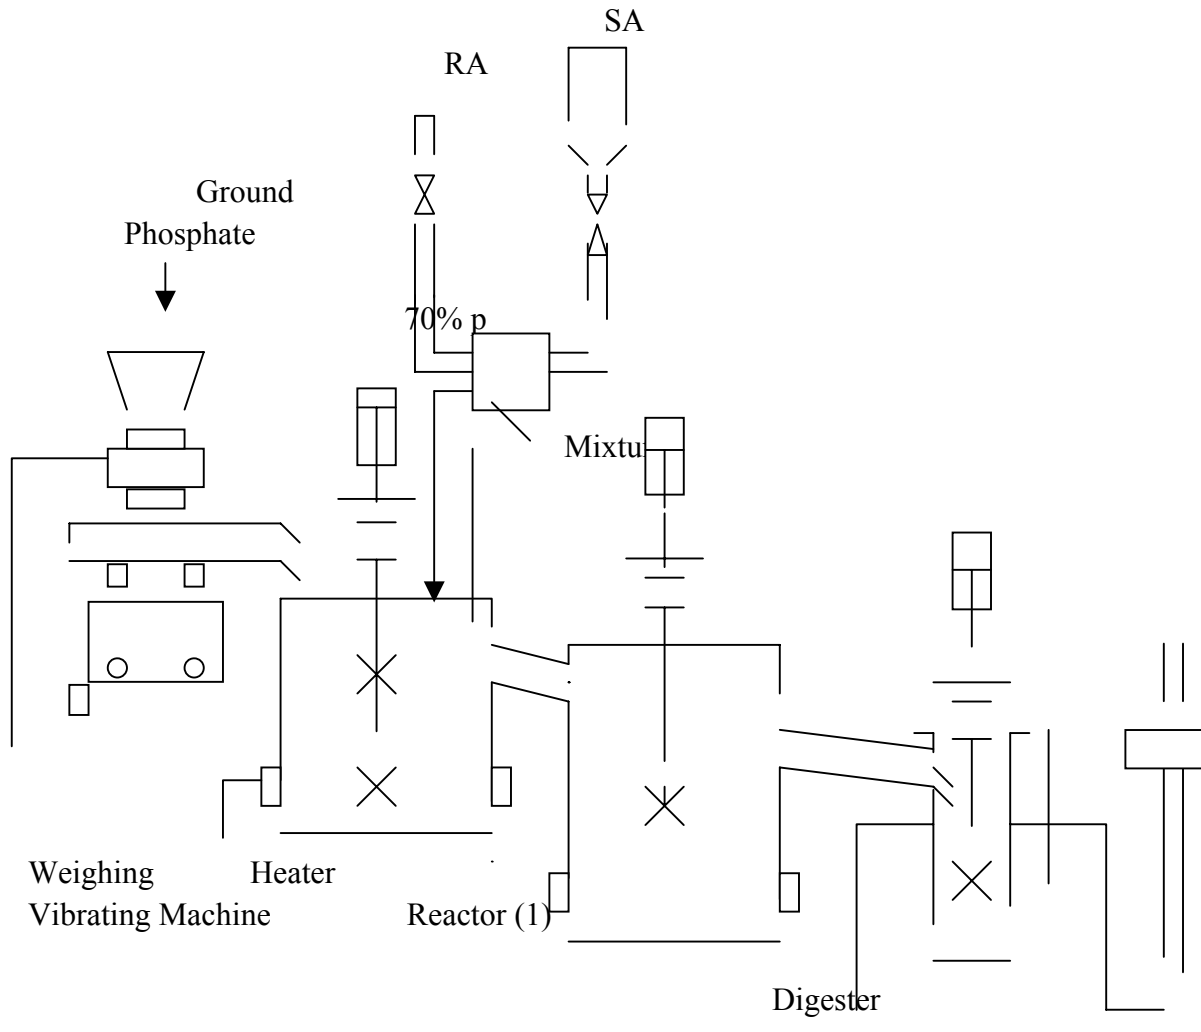 SA
RA
Ground
Phosphate
70% p
Mixtu
Weighing
Vibrating Machine
Heater
Reactor (1)
Digester